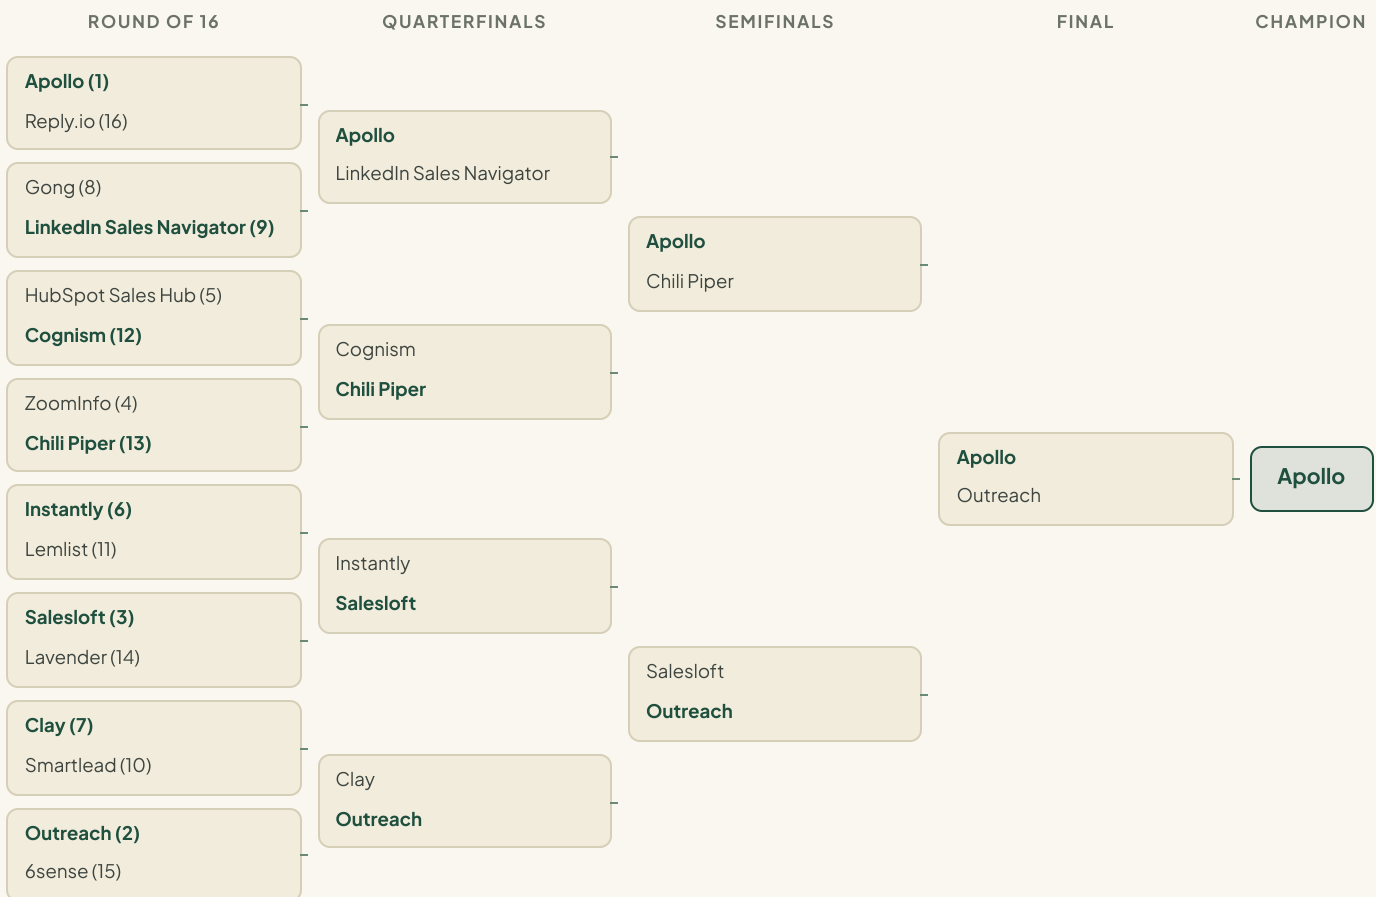 ROUND OF 16
QUARTERFINALS
SEMIFINALS
FINAL
CHAMPION
Apollo (1)
Reply.io (16)
Gong (8)
LinkedIn Sales Navigator (9)
HubSpot Sales Hub (5)
Cognism (12)
ZoomInfo (4)
Chili Piper (13)
Instantly (6)
Lemlist (11)
Salesloft (3)
Lavender (14)
Clay (7)
Smartlead (10)
Outreach (2)
6sense (15)
Apollo
LinkedIn Sales Navigator
Cognism
Chili Piper
Instantly
Salesloft
Clay
Outreach
Apollo
Chili Piper
Salesloft
Outreach
Apollo
Outreach
Apollo